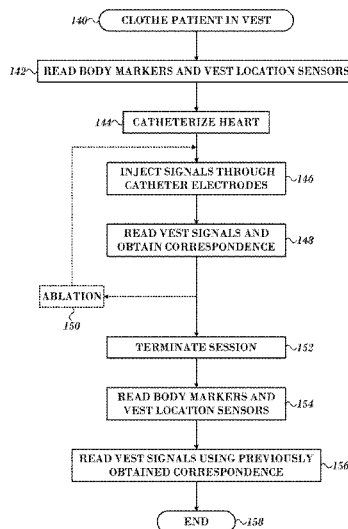 140 CLOTHE PATIENT IN VEST
142 READ BODY MARKERS AND VEST LOCATION SENSORS
144 CATHETERIZE HEART
INJECT SIGNALS THROUGH
CATHETER ELECTRODES 146
READ VEST SIGNALS AND
OBTAIN CORRESPONDENCE 148
ABLATION
150
TERMINATE SESSION 152
READ BODY MARKERS AND
VEST LOCATION SENSORS 154
READ VEST SIGNALS USING PREVIOUSLY
OBTAINED CORRESPONDENCE 156
END 158